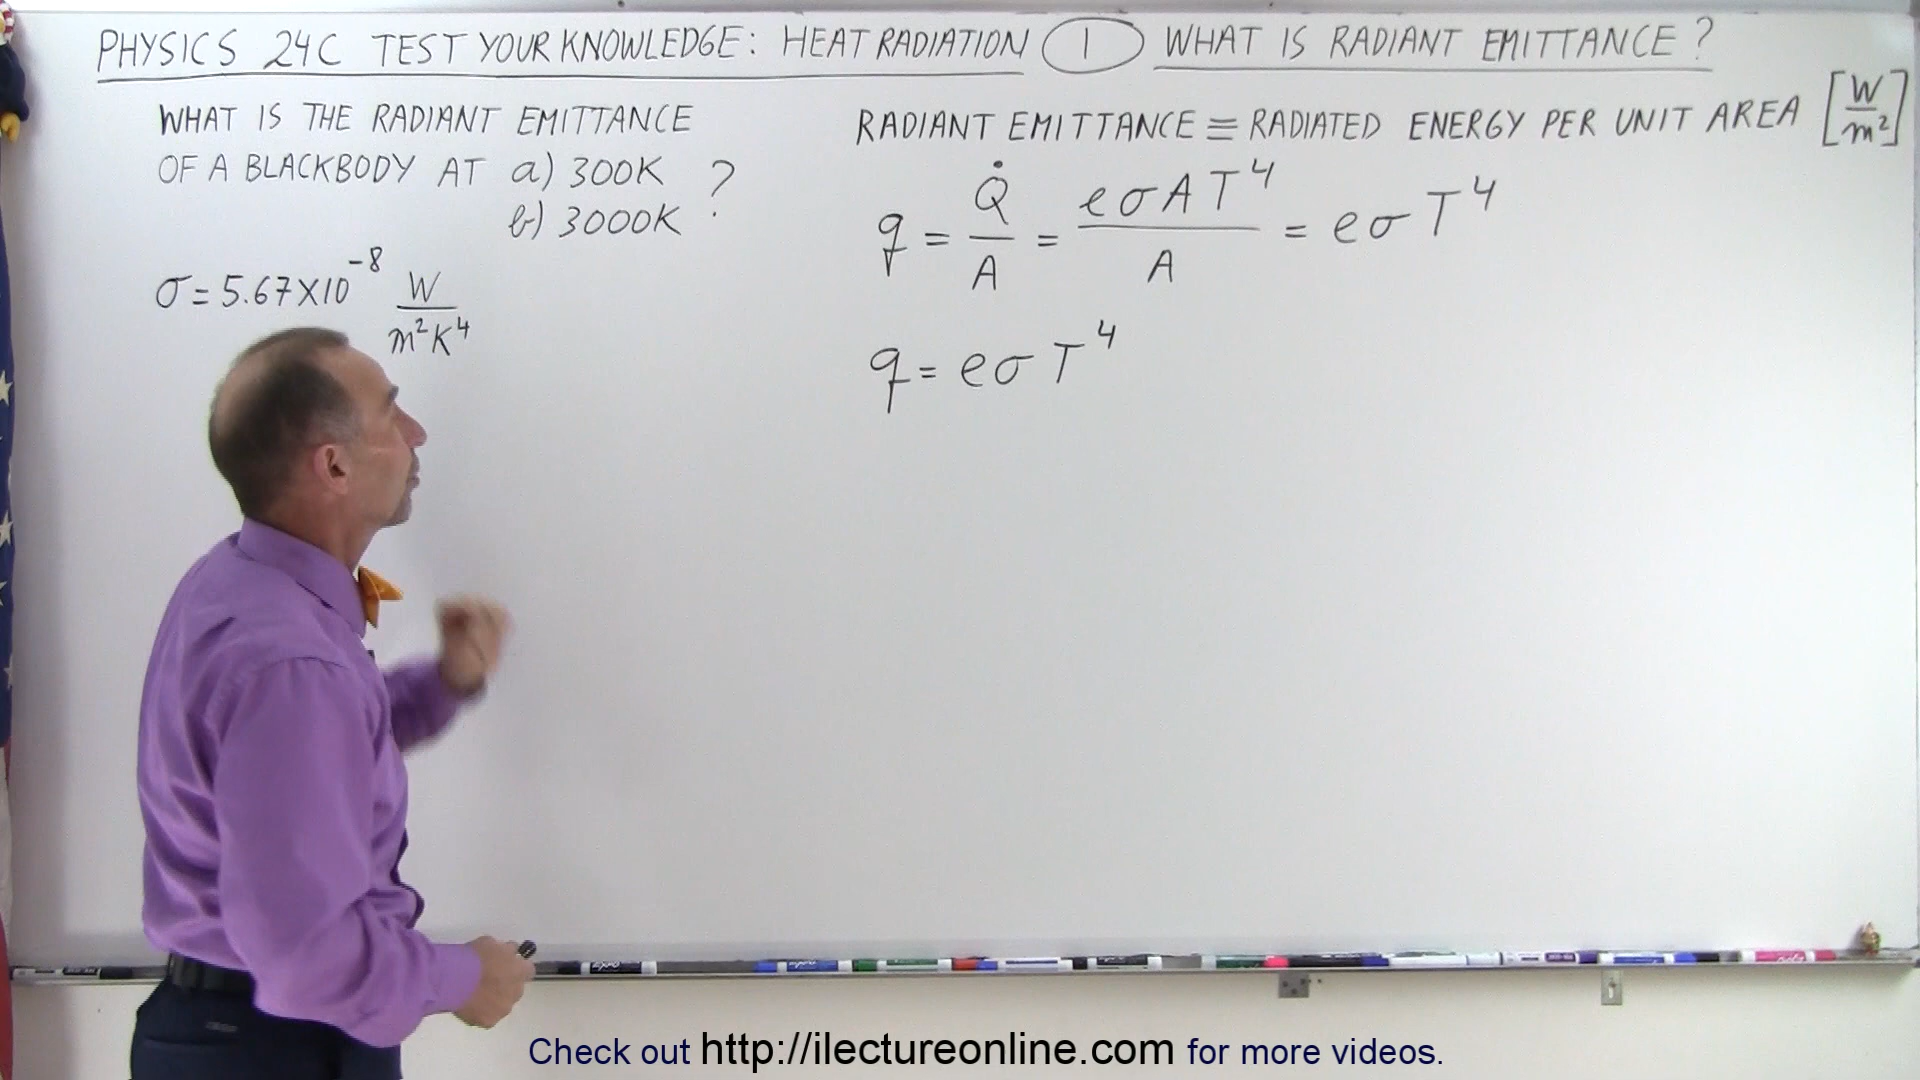 PHYSICS 24C TEST YOUR KNOWLEDGE: HEAT RADIATION 1 WHAT IS RADIANT EMITTANCE?
WHAT IS THE RADIANT EMITTANCE
OF A BLACKBODY AT a) 300K ?
b) 3000K
σ = 5.67×10⁻⁸ W/m²K⁴
RADIANT EMITTANCE ≡ RADIATED ENERGY PER UNIT AREA [W/m²]
q = Q̇/A = eσAT⁴/A = eσT⁴
q = eσT⁴
Check out http://ilectureonline.com for more videos.